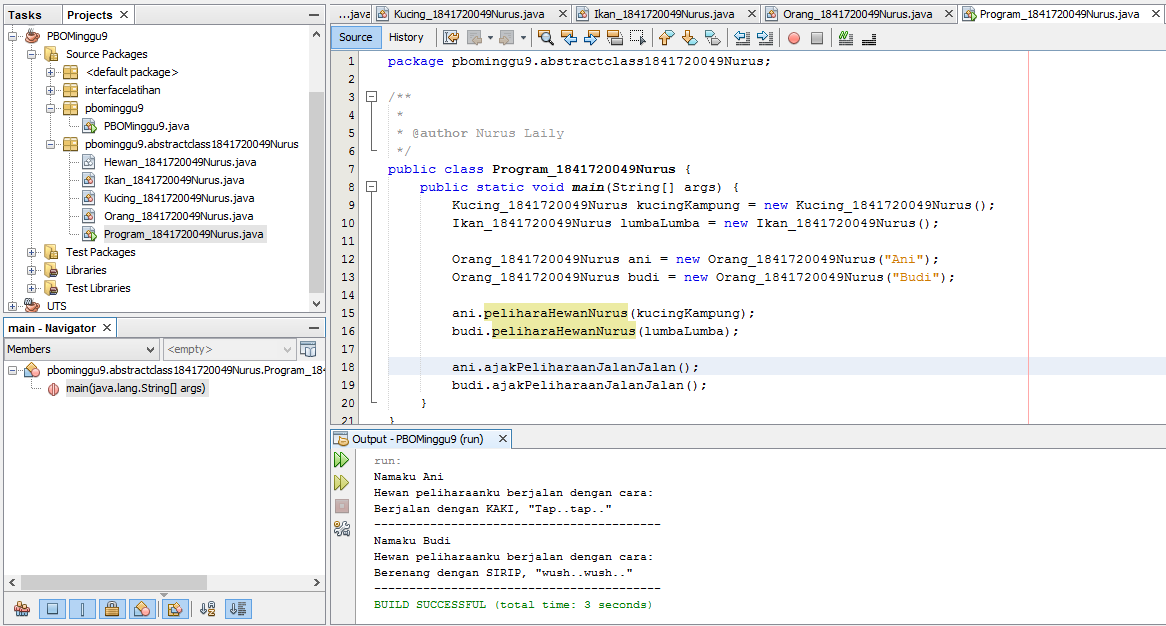 Tasks Projects
PBOMinggu9
Source Packages
<default package>
interfacelatihan
pbominggu9
PBOMinggu9.java
pbominggu9.abstractclass1841720049Nurus
Hewan_1841720049Nurus.java
Ikan_1841720049Nurus.java
Kucing_1841720049Nurus.java
Orang_1841720049Nurus.java
Program_1841720049Nurus.java
Test Packages
Libraries
Test Libraries
UTS
main - Navigator
Members <empty>
pbominggu9.abstractclass1841720049Nurus.Program_184
main(java.lang.String[] args)
...java Kucing_1841720049Nurus.java Ikan_1841720049Nurus.java Orang_1841720049Nurus.java Program_1841720049Nurus.java
Source History
1 package pbominggu9.abstractclass1841720049Nurus;
2
3 /**
4 *
5 * @author Nurus Laily
6 */
7 public class Program_1841720049Nurus {
8 public static void main(String[] args) {
9 Kucing_1841720049Nurus kucingKampung = new Kucing_1841720049Nurus();
10 Ikan_1841720049Nurus lumbaLumba = new Ikan_1841720049Nurus();
11
12 Orang_1841720049Nurus ani = new Orang_1841720049Nurus("Ani");
13 Orang_1841720049Nurus budi = new Orang_1841720049Nurus("Budi");
14
15 ani.peliharaHewanNurus(kucingKampung);
16 budi.peliharaHewanNurus(lumbaLumba);
17
18 ani.ajakPeliharaanJalanJalan();
19 budi.ajakPeliharaanJalanJalan();
20 }
21 }
Output - PBOMinggu9 (run)
run:
Namaku Ani
Hewan peliharaanku berjalan dengan cara:
Berjalan dengan KAKI, "Tap..tap.."
-----------------------------------------
Namaku Budi
Hewan peliharaanku berjalan dengan cara:
Berenang dengan SIRIP, "wush..wush.."
-----------------------------------------
BUILD SUCCESSFUL (total time: 3 seconds)